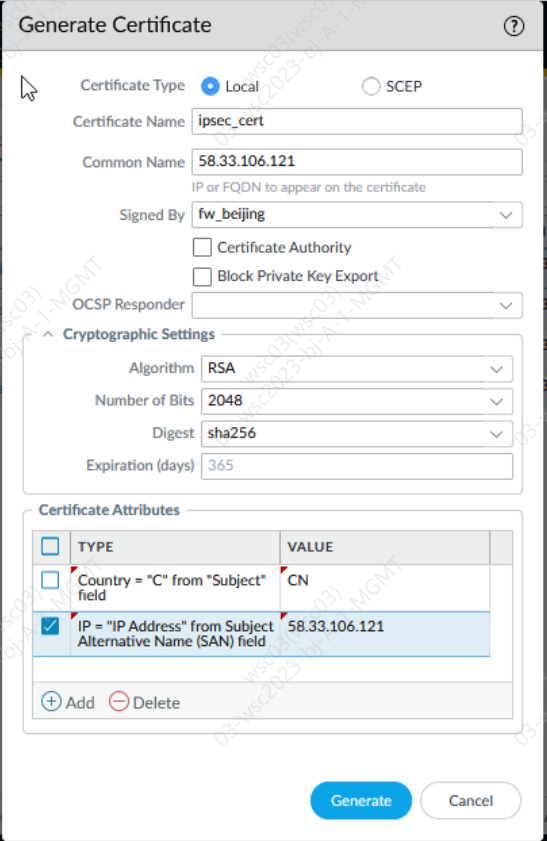 Generate Certificate
Certificate Type Local SCEP
Certificate Name ipsec_cert
Common Name 58.33.106.121
IP or FQDN to appear on the certificate
Signed By fw_beijing
Certificate Authority
Block Private Key Export
OCSP Responder
Cryptographic Settings
Algorithm RSA
Number of Bits 2048
Digest sha256
Expiration (days) 365
Certificate Attributes
TYPE VALUE
Country = "C" from "Subject" CN
field
IP = "IP Address" from Subject 58.33.106.121
Alternative Name (SAN) field
Add Delete
Generate Cancel
03-wsc2023-bj-A-1-MGMT
wsc03(wsc03)